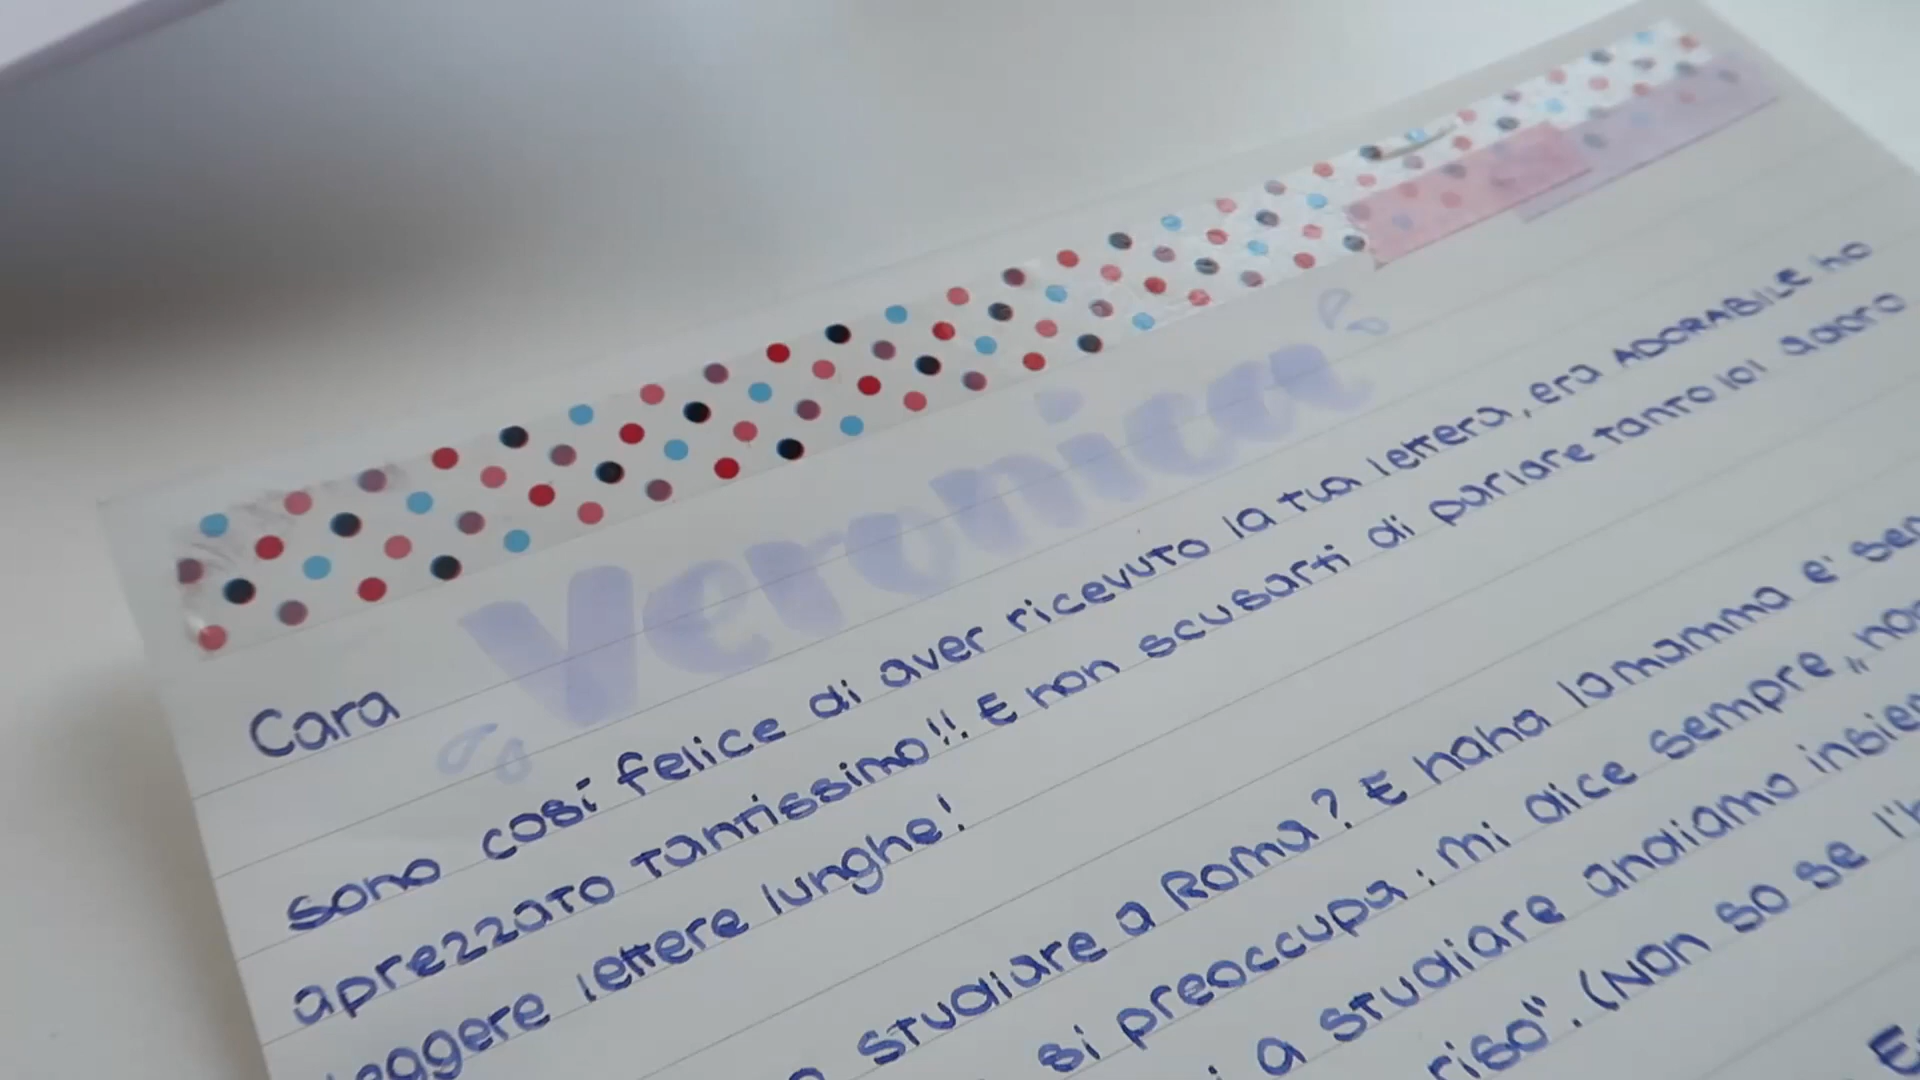 Cara Veronica
sono così felice di aver ricevuto la tua lettera, era ADORABILE ho
aprezzato tantissimo!! E non scusarti di parlare tanto, io adoro
leggere lettere lunghe!
studiare a Roma? E haha la mamma è
si preoccupa: mi dice sempre „
a studiare andiamo
riso". (NON so se